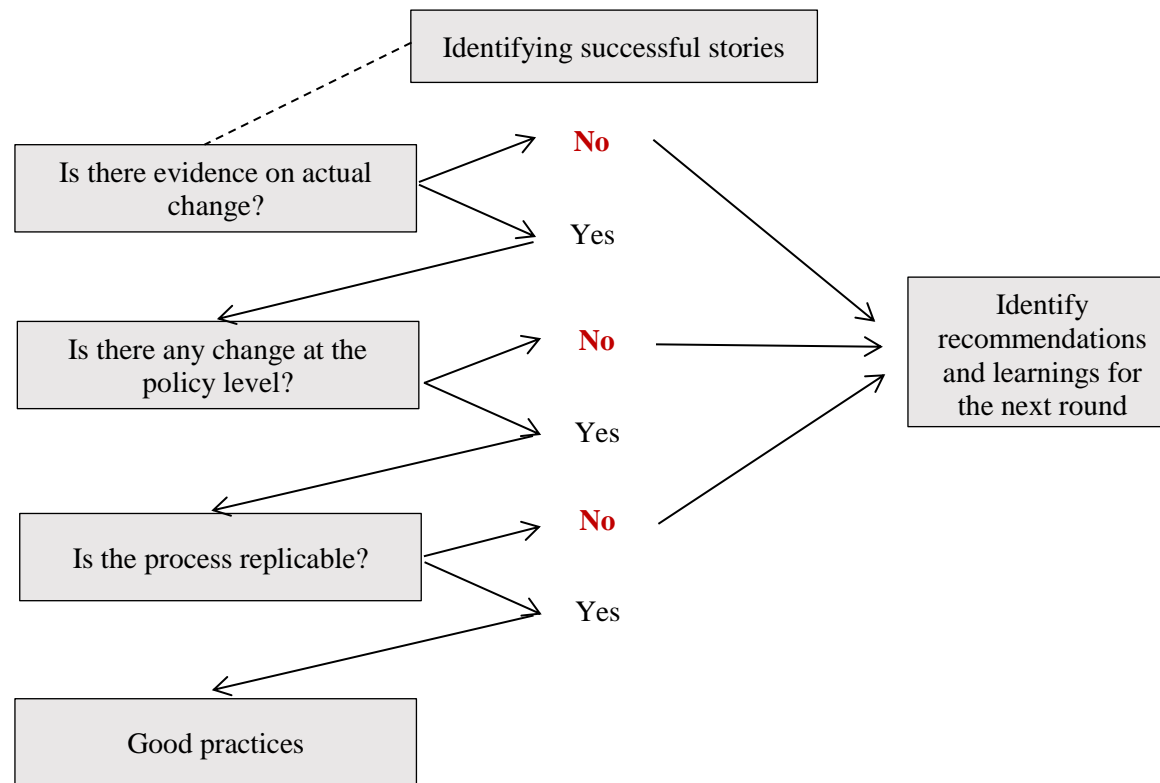 Identifying successful stories
Is there evidence on actual
change?
No
Yes
Is there any change at the
policy level?
No
Yes
Identify
recommendations
and learnings for
the next round
Is the process replicable?
No
Yes
Good practices